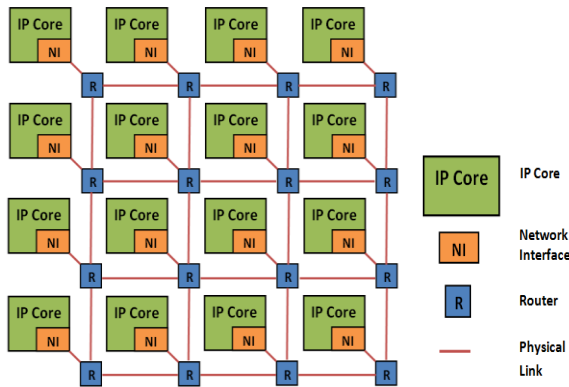 IP Core IP Core IP Core IP Core
NI NI NI NI
R R R R
IP Core IP Core IP Core IP Core
NI NI NI NI
R R R R
IP Core IP Core IP Core IP Core
NI NI NI NI
R R R R
IP Core IP Core IP Core IP Core
NI NI NI NI
R R R R
IP Core IP Core
NI Network
Interface
R Router
Physical
Link